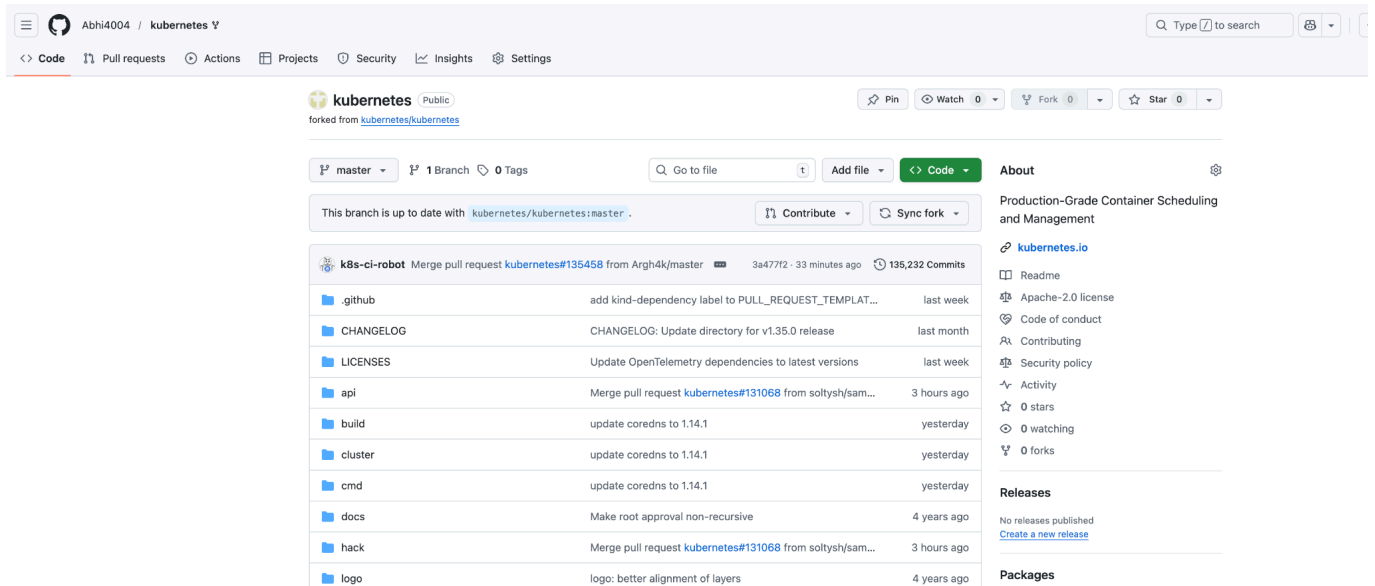 Abhi4004 / kubernetes
Type / to search
Code Pull requests Actions Projects Security Insights Settings
kubernetes Public
Pin Watch 0 Fork 0 Star 0
forked from kubernetes/kubernetes
master 1 Branch 0 Tags Go to file t Add file Code
This branch is up to date with kubernetes/kubernetes:master. Contribute Sync fork
k8s-ci-robot Merge pull request kubernetes#135458 from Argh4k/master 3a477f2 · 33 minutes ago 135,232 Commits
.github add kind-dependency label to PULL_REQUEST_TEMPLAT... last week
CHANGELOG CHANGELOG: Update directory for v1.35.0 release last month
LICENSES Update OpenTelemetry dependencies to latest versions last week
api Merge pull request kubernetes#131068 from soltysh/sam... 3 hours ago
build update coredns to 1.14.1 yesterday
cluster update coredns to 1.14.1 yesterday
cmd update coredns to 1.14.1 yesterday
docs Make root approval non-recursive 4 years ago
hack Merge pull request kubernetes#131068 from soltysh/sam... 3 hours ago
logo logo: better alignment of layers 4 years ago
About
Production-Grade Container Scheduling
and Management
kubernetes.io
Readme
Apache-2.0 license
Code of conduct
Contributing
Security policy
Activity
0 stars
0 watching
0 forks
Releases
No releases published
Create a new release
Packages